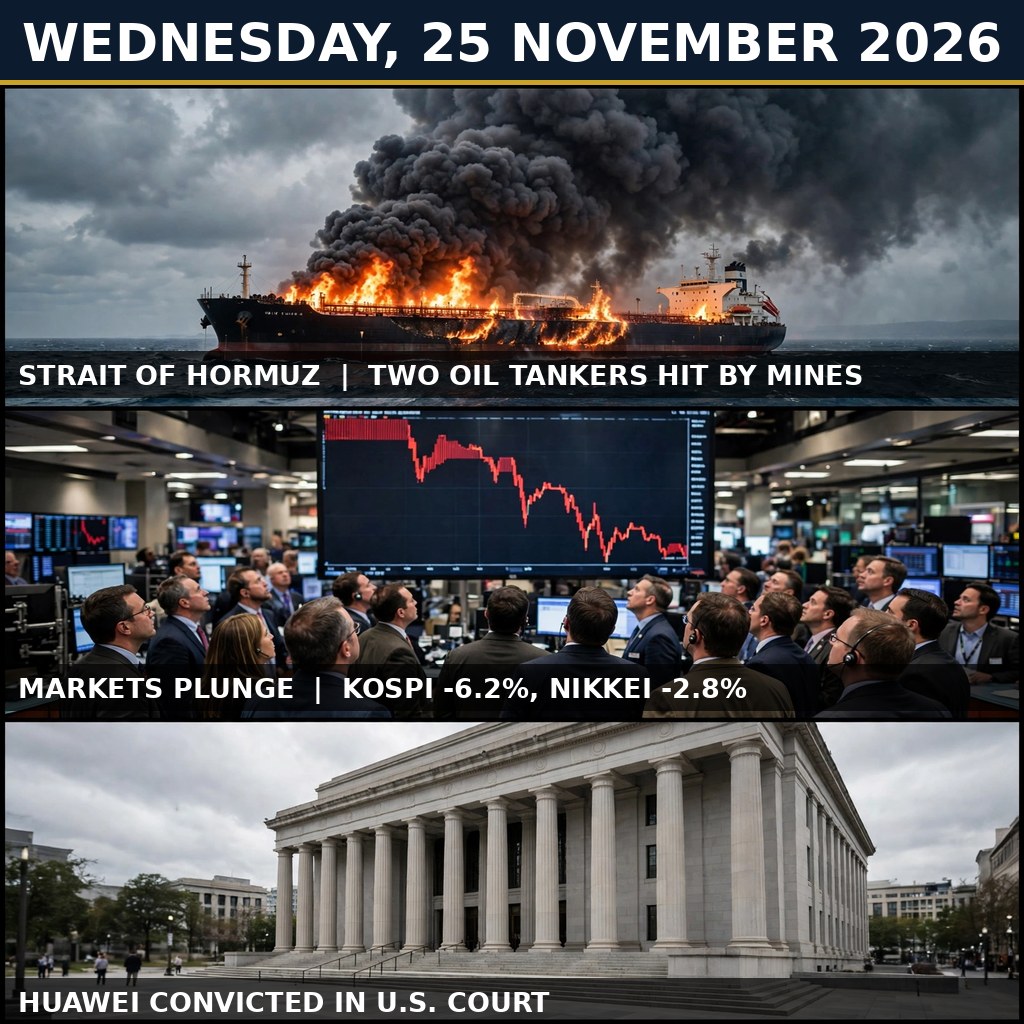 WEDNESDAY, 25 NOVEMBER 2026
STRAIT OF HORMUZ | TWO OIL TANKERS HIT BY MINES
MARKETS PLUNGE | KOSPI -6.2%, NIKKEI -2.8%
HUAWEI CONVICTED IN U.S. COURT